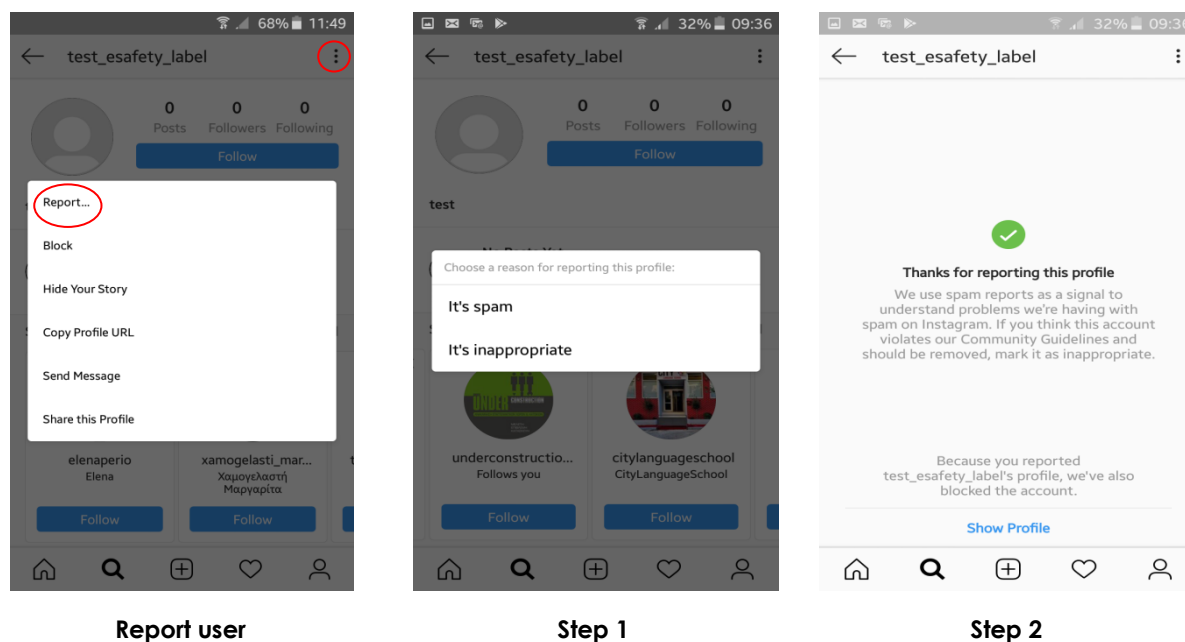 68% 11:49
test_esafety_label
0 0 0
Posts Followers Following
Follow
Report...
Block
Hide Your Story
Copy Profile URL
Send Message
Share this Profile
elenaperio
Elena
xamogelasti_mar...
Χαμογελαστή
Μαργαρίτα
Follow Follow
Report user
32% 09:36
test_esafety_label
0 0 0
Posts Followers Following
Follow
test
Choose a reason for reporting this profile:
It's spam
It's inappropriate
UNDER CONSTRUCTION
underconstructio...
Follows you
citylanguageschool
CityLanguageSchool
Follow Follow
Step 1
32% 09:36
test_esafety_label
Thanks for reporting this profile
We use spam reports as a signal to
understand problems we're having with
spam on Instagram. If you think this account
violates our Community Guidelines and
should be removed, mark it as inappropriate.
Because you reported
test_esafety_label's profile, we've also
blocked the account.
Show Profile
Step 2